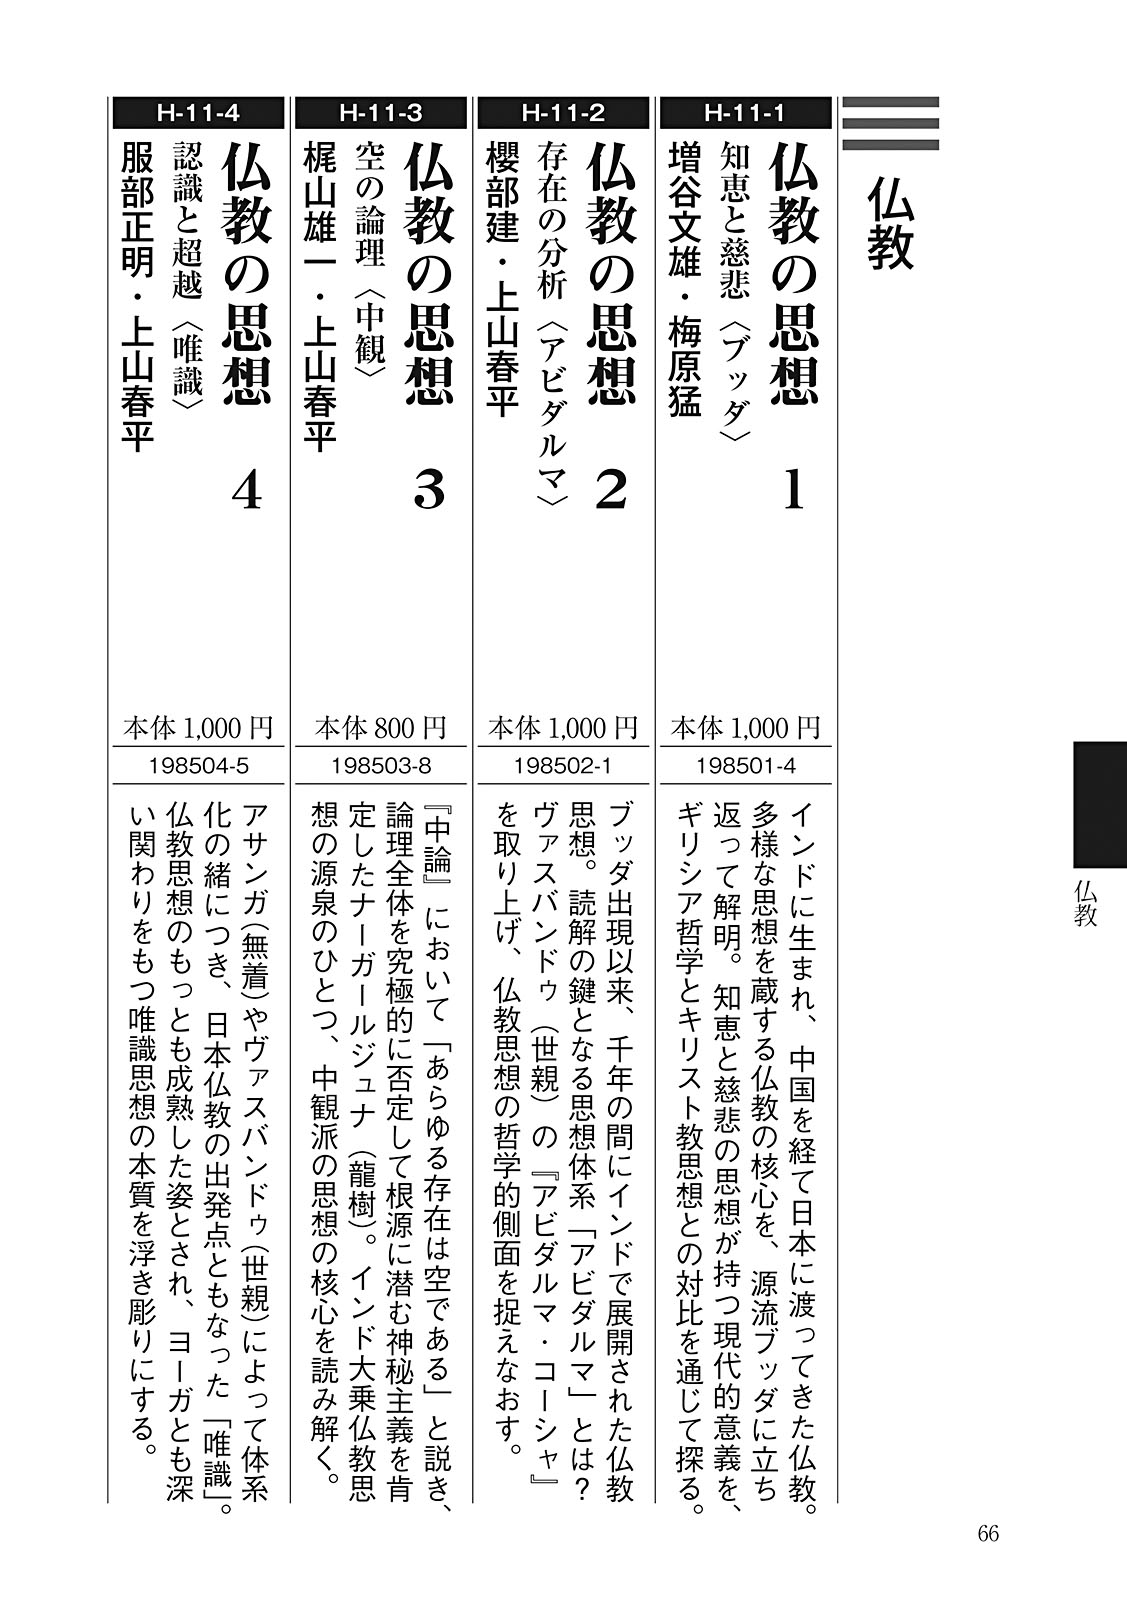 仏教
H-11-1
仏教の思想 1
知恵と慈悲〈ブッダ〉
増谷文雄・梅原猛
本体 1,000 円
198501-4
インドに生まれ、中国を経て日本に渡ってきた仏教。
多様な思想を蔵する仏教の核心を、源流ブッダに立ち
返って解明。知恵と慈悲の思想が持つ現代的意義を、
ギリシア哲学とキリスト教思想との対比を通じて探る。
H-11-2
仏教の思想 2
存在の分析〈アビダルマ〉
櫻部建・上山春平
本体 1,000 円
198502-1
ブッダ出現以来、千年の間にインドで展開された仏教
思想。読解の鍵となる思想体系「アビダルマ」とは?
ヴァスバンドゥ（世親）の『アビダルマ・コーシャ』
を取り上げ、仏教思想の哲学的側面を捉えなおす。
H-11-3
仏教の思想 3
空の論理〈中観〉
梶山雄一・上山春平
本体 800 円
198503-8
『中論』において「あらゆる存在は空である」と説き、
論理全体を究極的に否定して根源に潜む神秘主義を肯
定したナーガールジュナ（龍樹）。インド大乗仏教思
想の源泉のひとつ、中観派の思想の核心を読み解く。
H-11-4
仏教の思想 4
認識と超越〈唯識〉
服部正明・上山春平
本体 1,000 円
198504-5
アサンガ（無着）やヴァスバンドゥ（世親）によって体系
化の緒につき、日本仏教の出発点ともなった「唯識」。
仏教思想のもっとも成熟した姿とされ、ヨーガとも深
い関わりをもつ唯識思想の本質を浮き彫りにする。
仏教
66